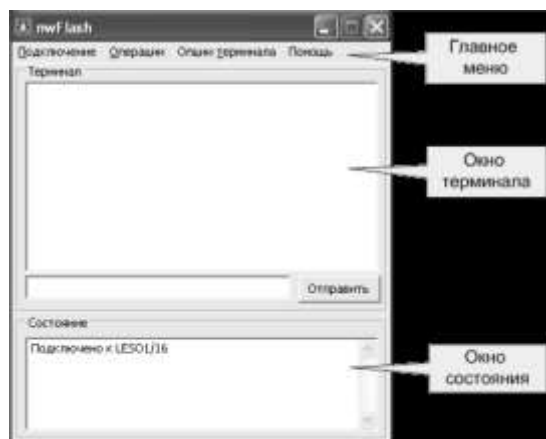 nwFlash
Подключение Операции Опции терминала Помощь
Терминал
Отправить
Состояние
Подключено к LESO1/16
Главное
меню
Окно
терминала
Окно
состояния